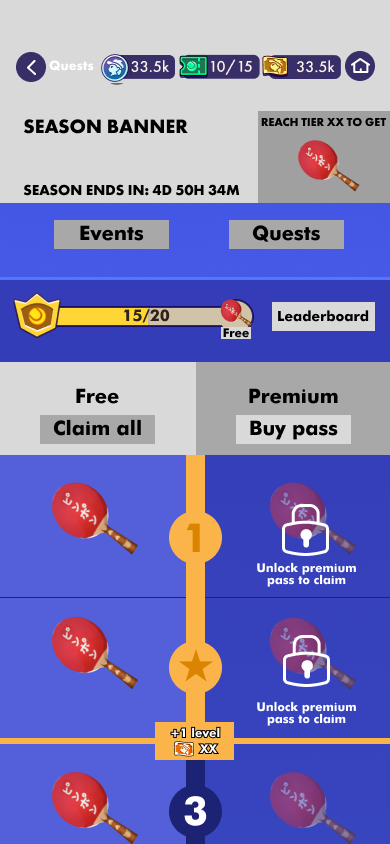 Quests
33.5k
10/15
33.5k
SEASON BANNER
REACH TIER XX TO GET
SEASON ENDS IN: 4D 50H 34M
Events
Quests
15/20
Free
Leaderboard
Free
Premium
Claim all
Buy pass
1
Unlock premium
pass to claim
Unlock premium
pass to claim
+1 level
XX
3